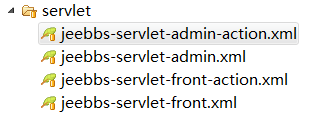 servlet
jeebbs-servlet-admin-action.xml
jeebbs-servlet-admin.xml
jeebbs-servlet-front-action.xml
jeebbs-servlet-front.xml